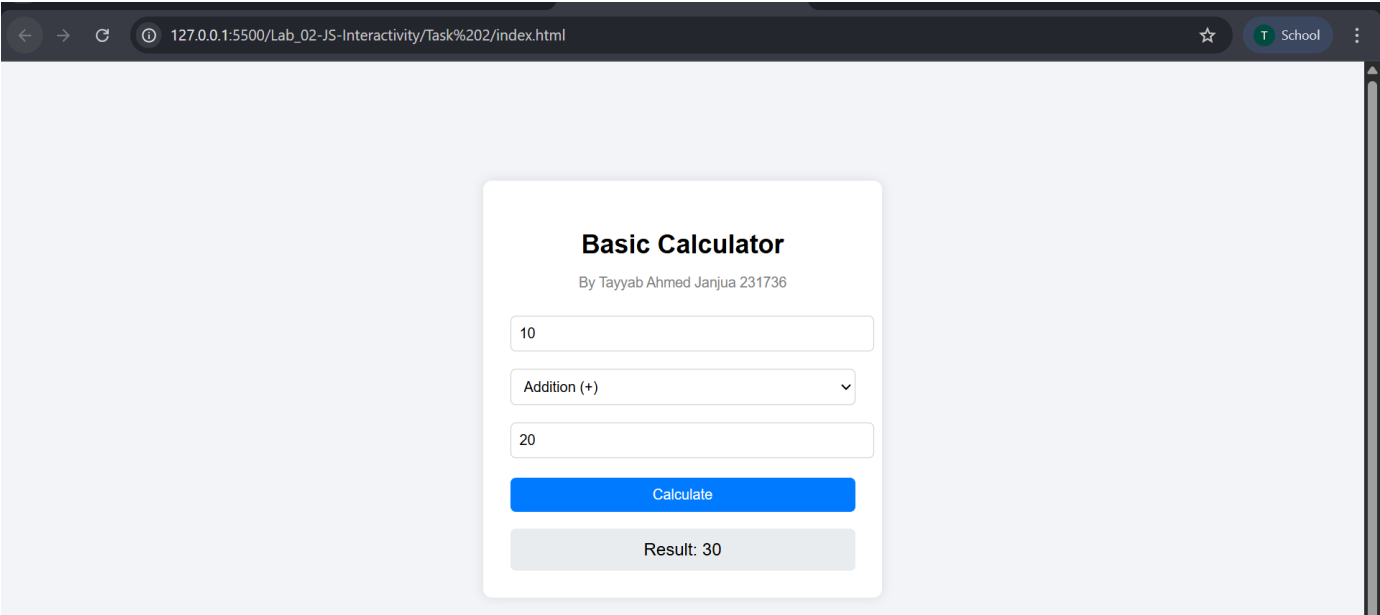 127.0.0.1:5500/Lab_02-JS-Interactivity/Task%202/index.html
T School
Basic Calculator
By Tayyab Ahmed Janjua 231736
10
Addition (+)
20
Calculate
Result: 30